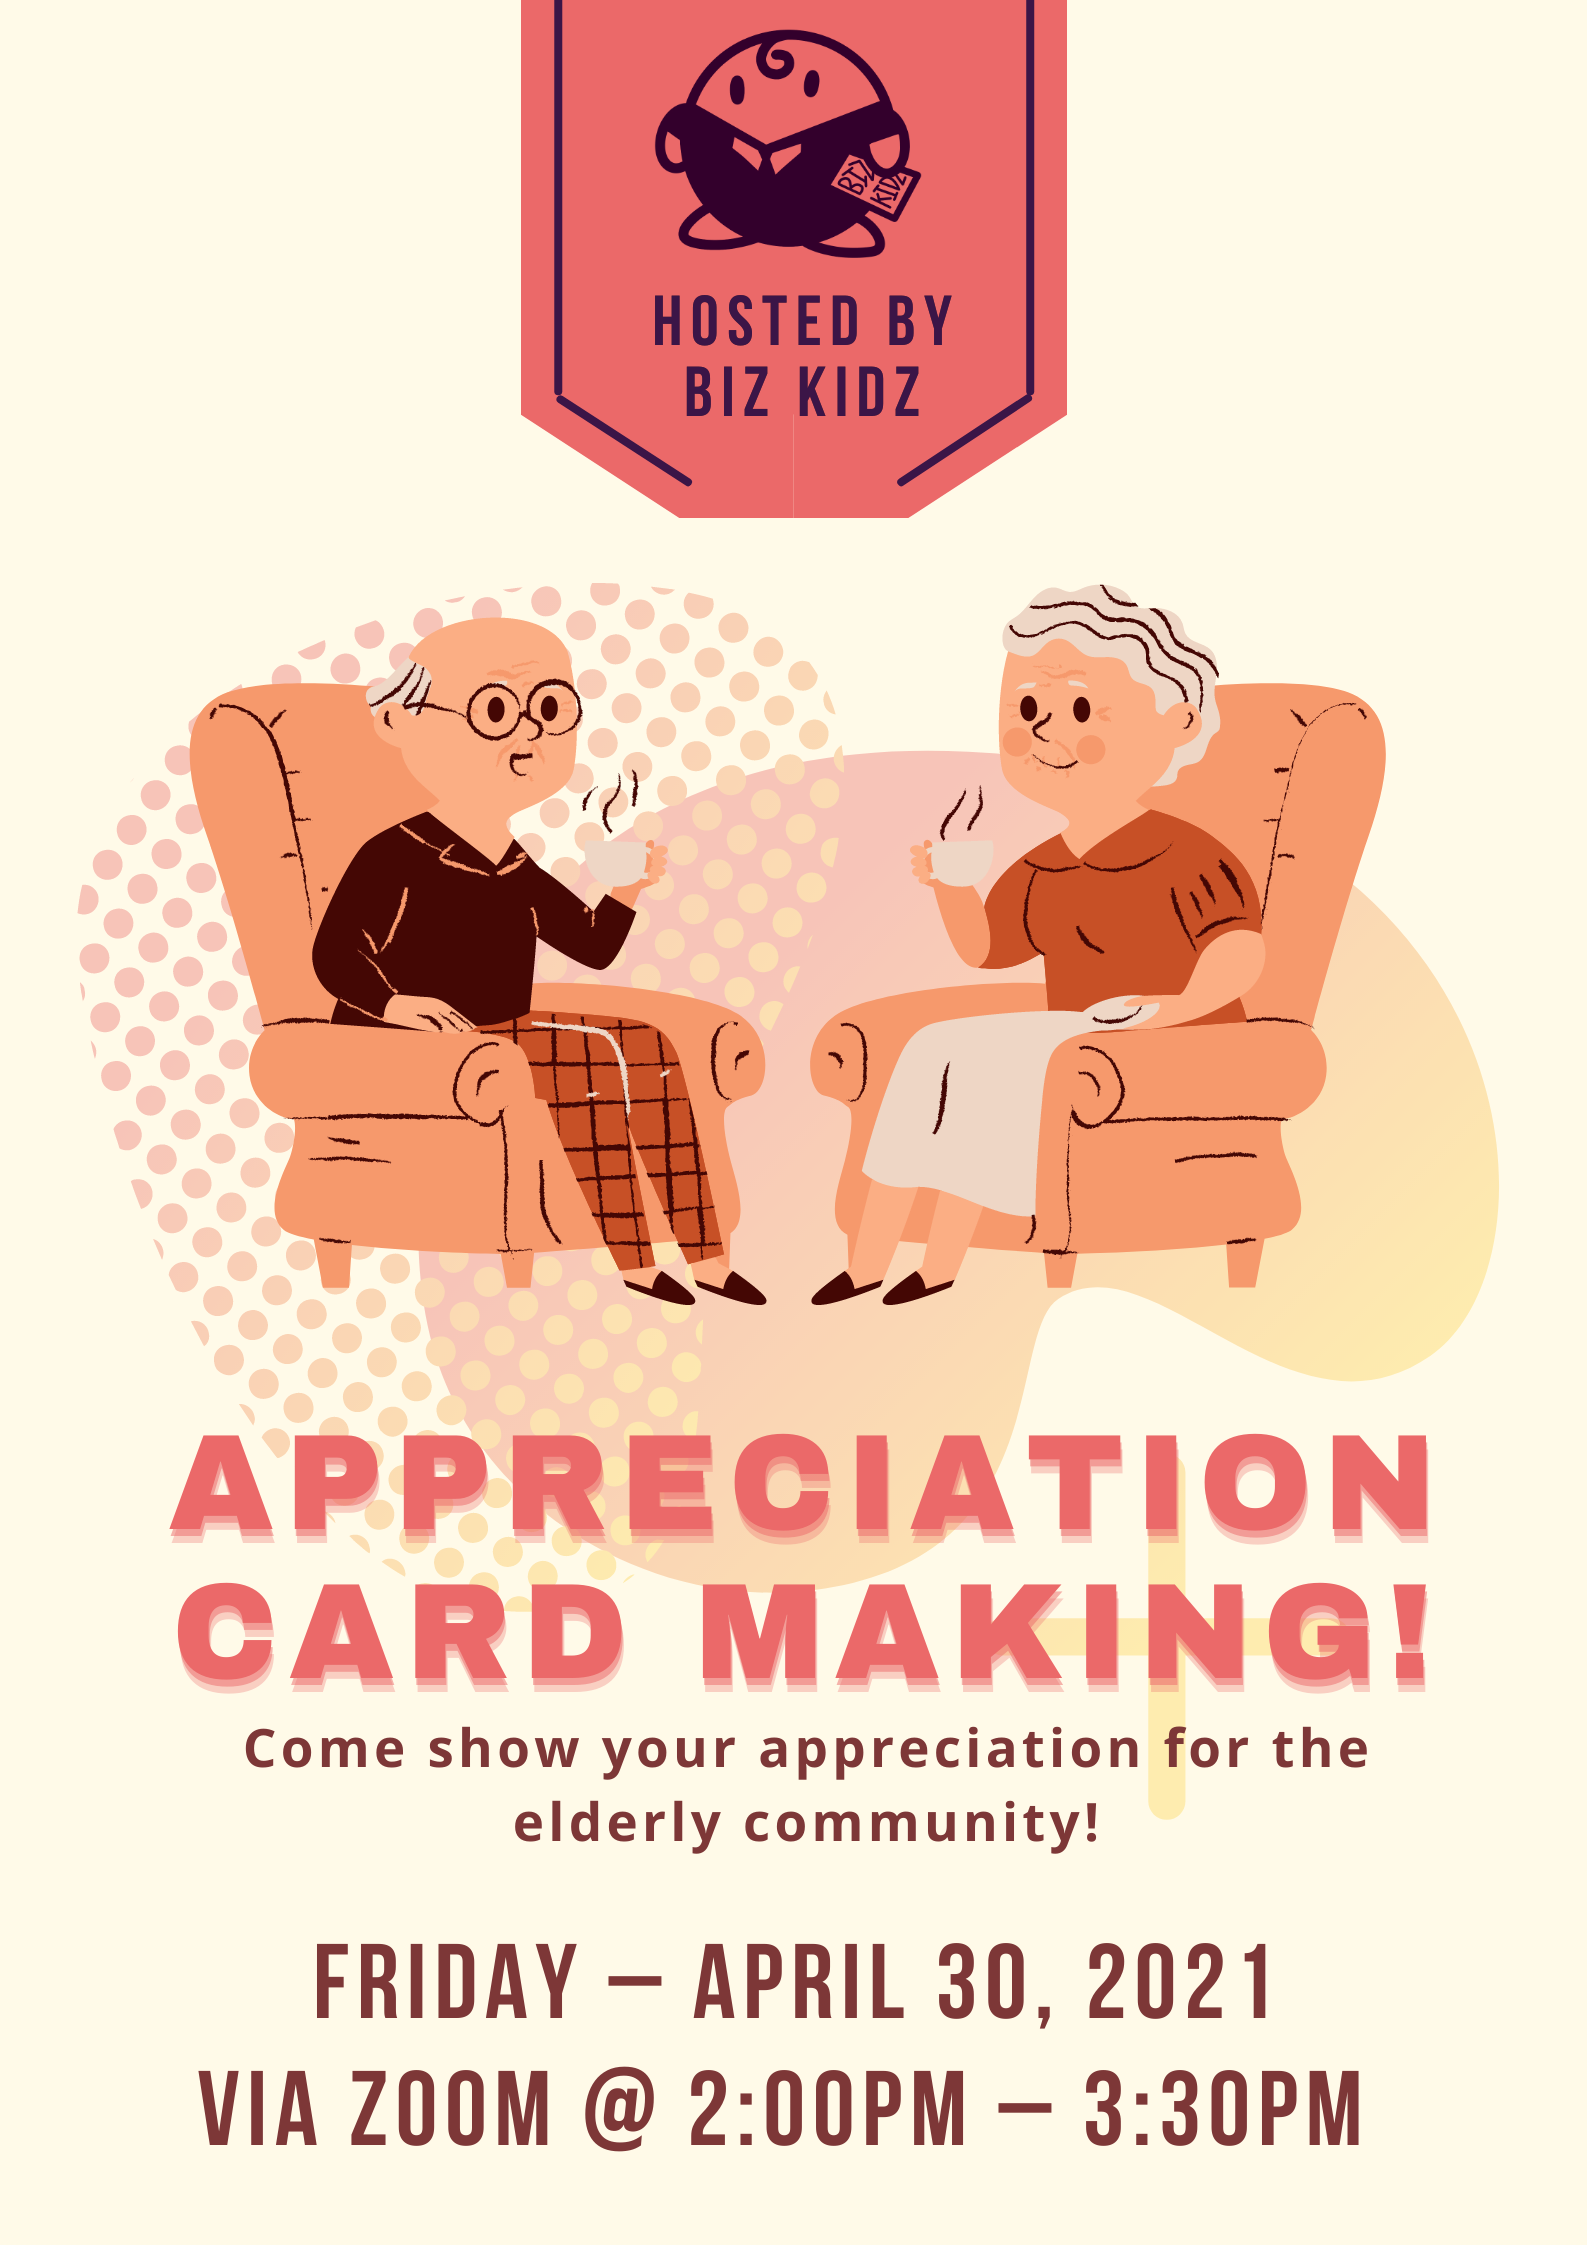 BIZ KIDZ
HOSTED BY
BIZ KIDZ
APPRECIATION
CARD MAKING!
Come show your appreciation for the
elderly community!
FRIDAY – APRIL 30, 2021
VIA ZOOM @ 2:00PM – 3:30PM